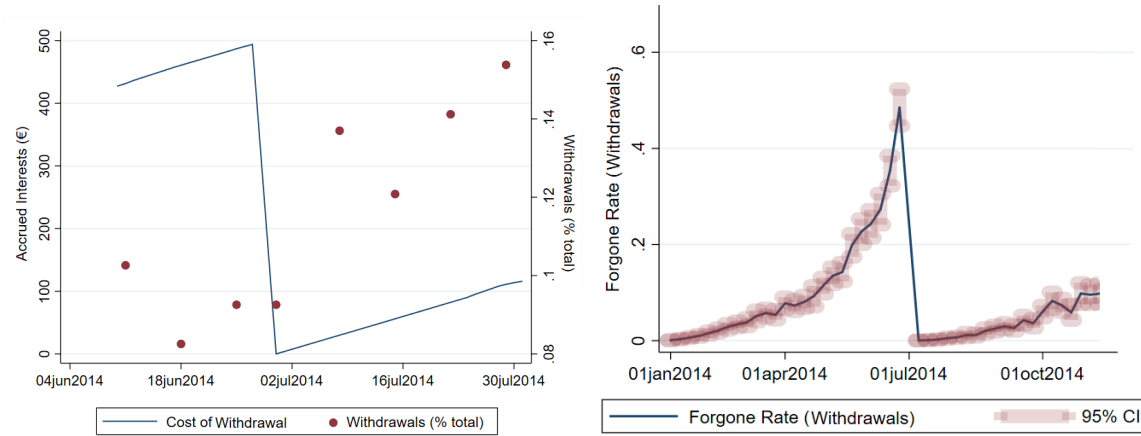 Accrued Interests (€)
500
400
300
200
100
0
.16
.14
.12
.1
.08
Withdrawals (% total)
04jun2014 18jun2014 02jul2014 16jul2014 30jul2014
Cost of Withdrawal Withdrawals (% total)
Forgone Rate (Withdrawals)
.6
.4
.2
0
01jan2014 01apr2014 01jul2014 01oct2014
Forgone Rate (Withdrawals) 95% CI